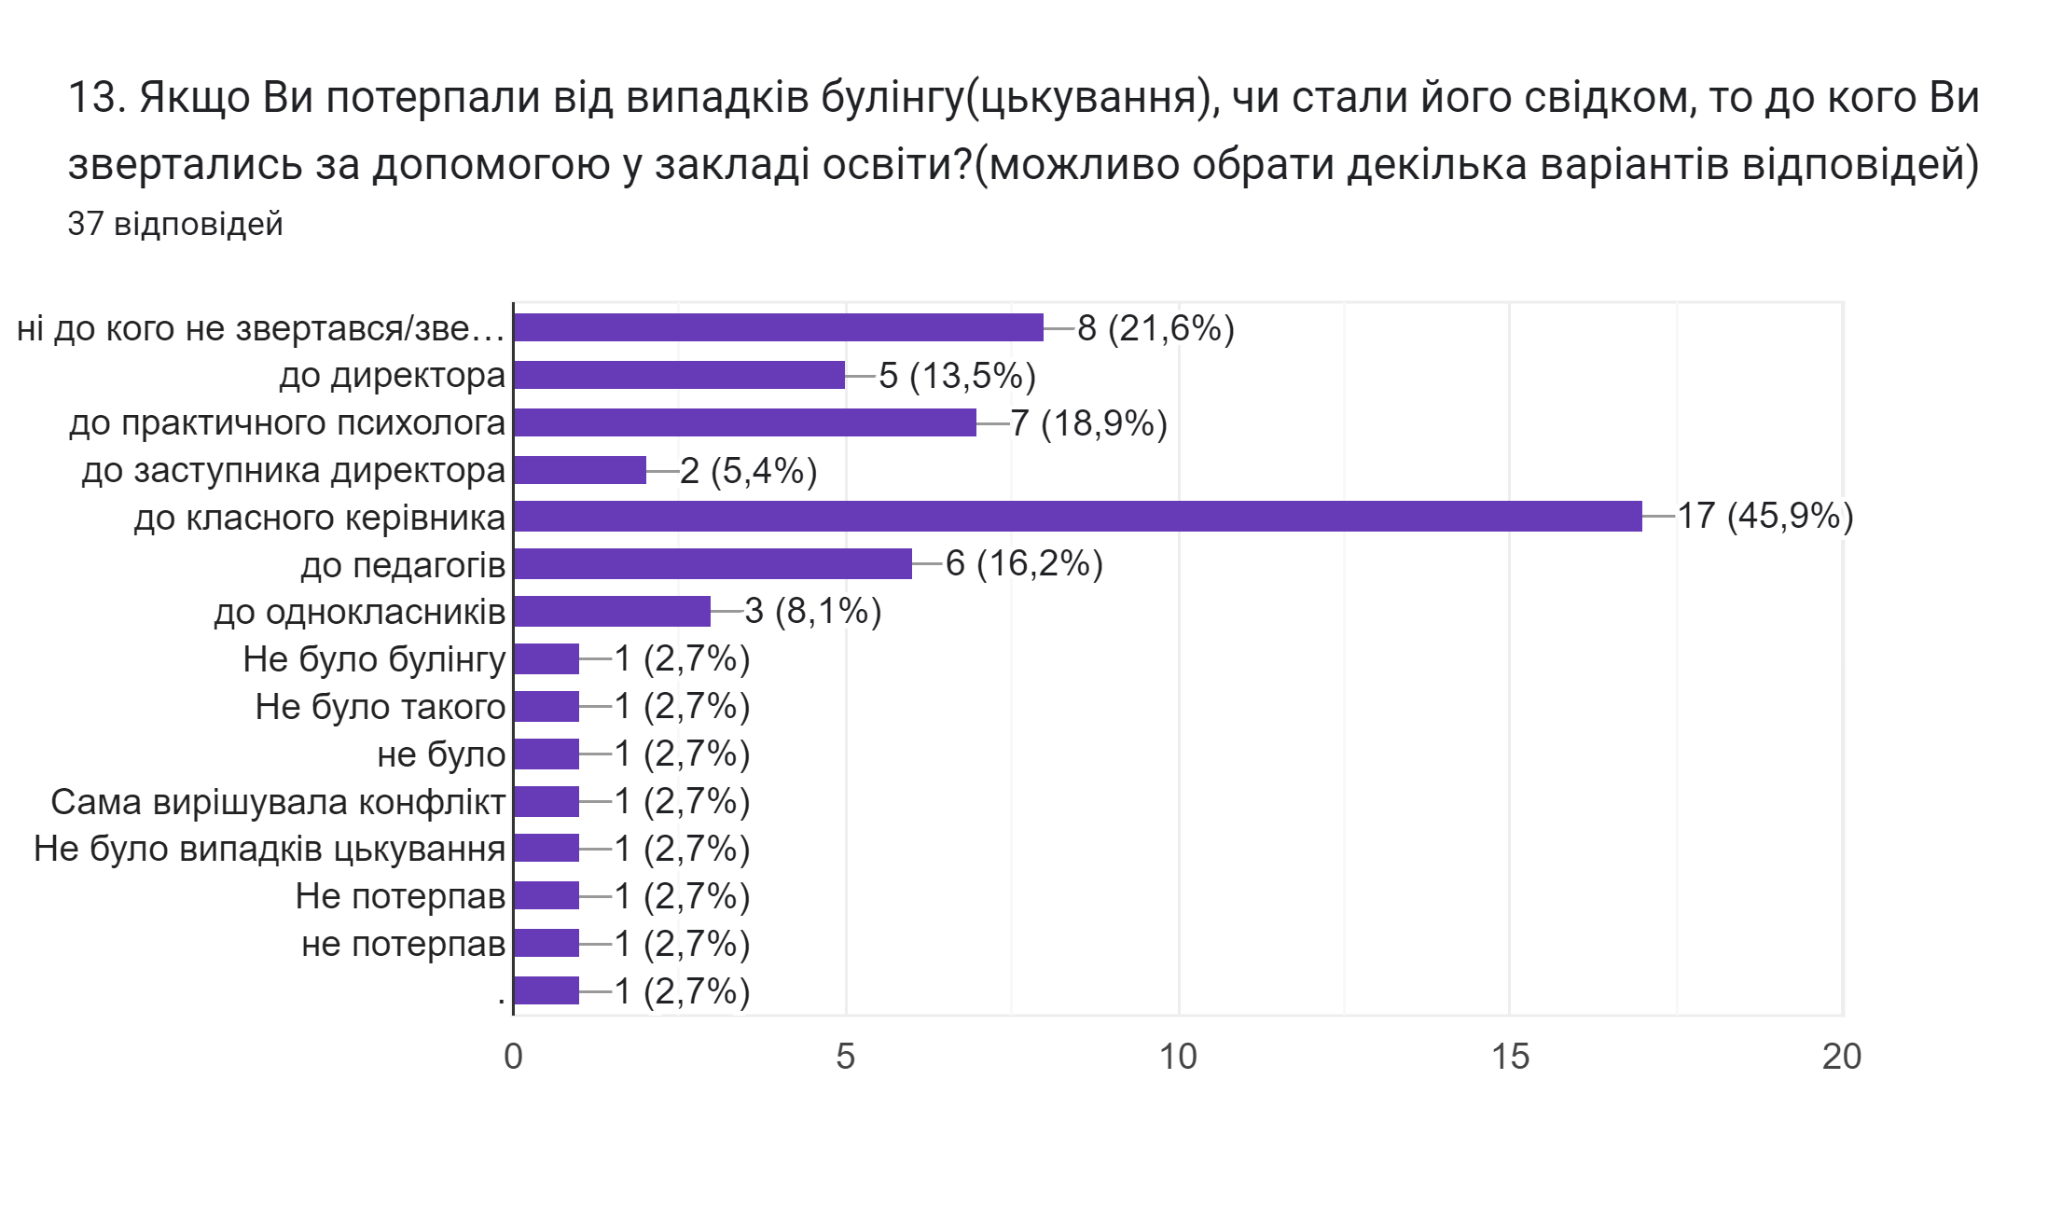 13. Якщо Ви потерпали від випадків булінгу(цькування), чи стали його свідком, то до кого Ви
звертались за допомогою у закладі освіти?(можливо обрати декілька варіантів відповідей)
37 відповідей
ні до кого не звертався/зве… 8 (21,6%)
до директора 5 (13,5%)
до практичного психолога 7 (18,9%)
до заступника директора 2 (5,4%)
до класного керівника 17 (45,9%)
до педагогів 6 (16,2%)
до однокласників 3 (8,1%)
Не було булінгу 1 (2,7%)
Не було такого 1 (2,7%)
не було 1 (2,7%)
Сама вирішувала конфлікт 1 (2,7%)
Не було випадків цькування 1 (2,7%)
Не потерпав 1 (2,7%)
не потерпав 1 (2,7%)
. 1 (2,7%)
0 5 10 15 20